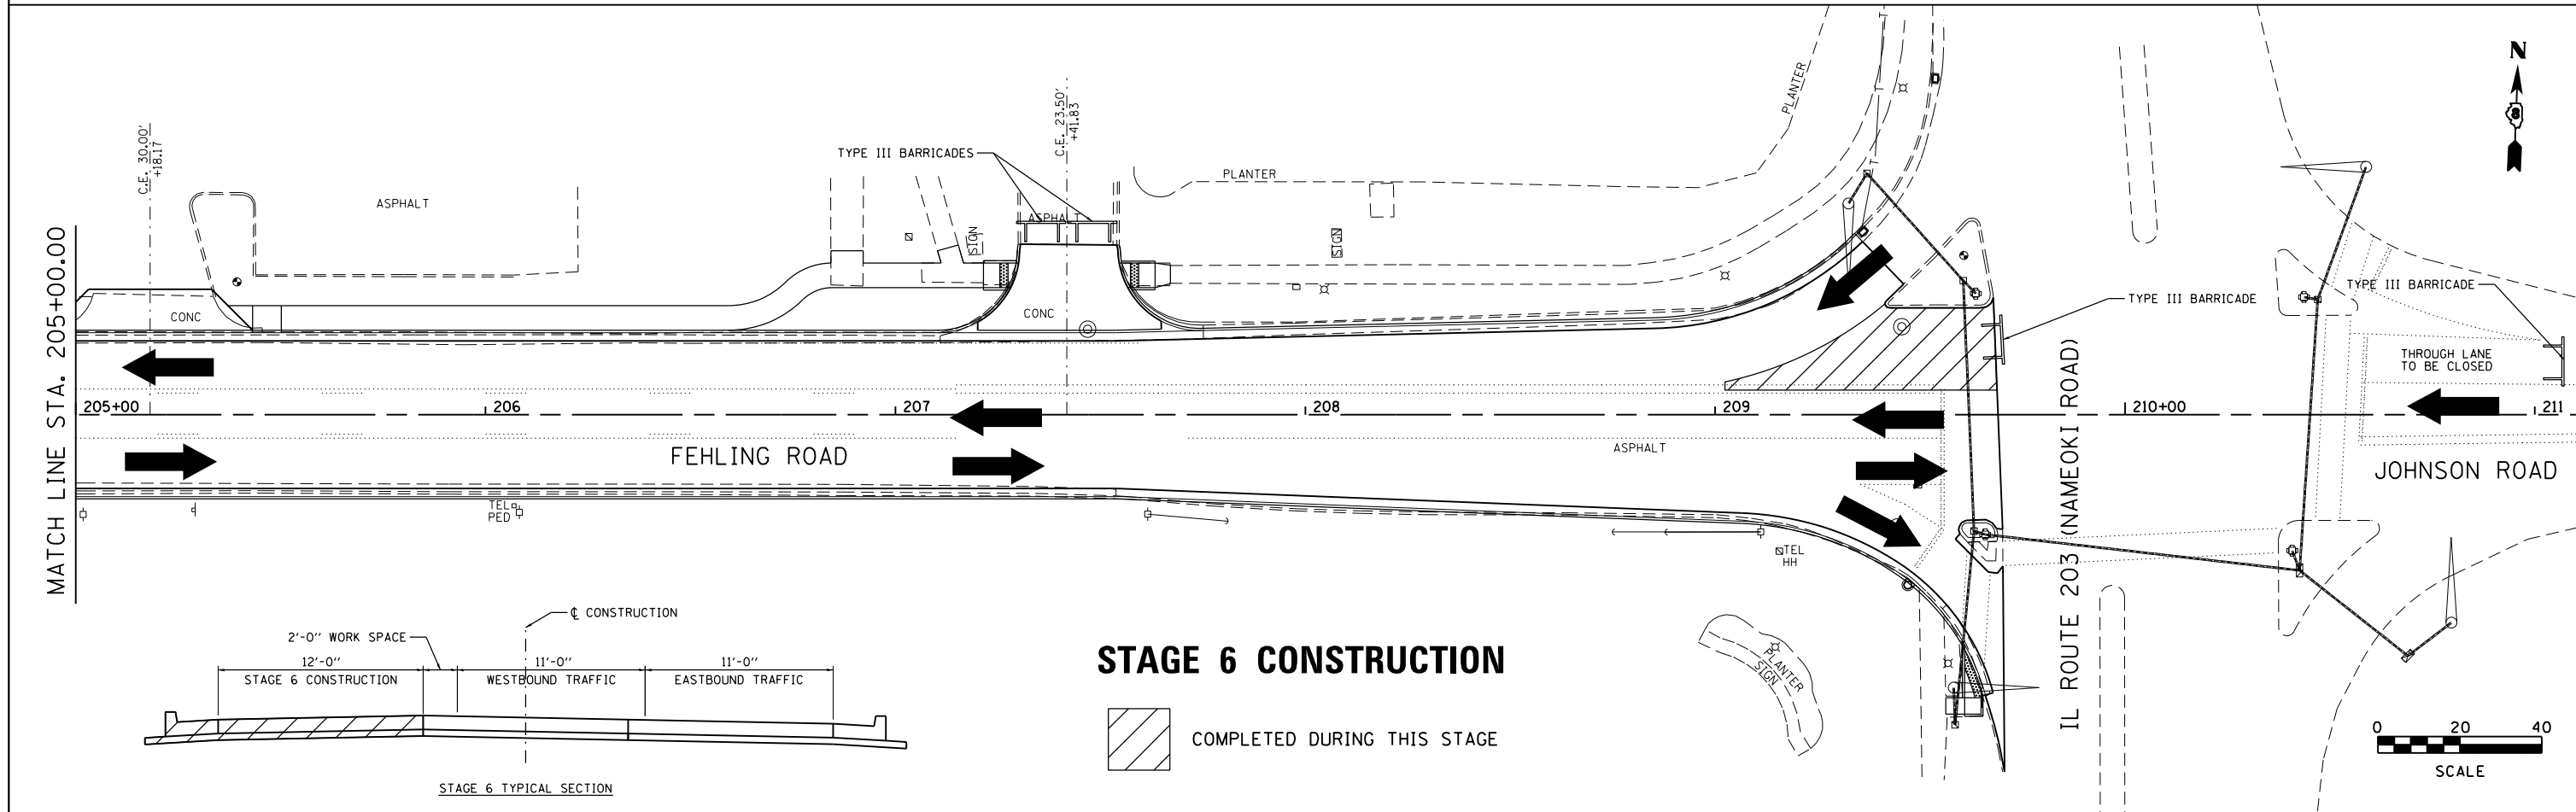 N
8
C.E. 30.00'
+18.17
C.E. 23.50'
+41.83
PLANTER
TYPE III BARRICADES
PLANTER
ASPHALT
ASPHALT
SIGN
SIGN
MATCH LINE STA. 205+00.00
CONC
CONC
TYPE III BARRICADE
TYPE III BARRICADE
THROUGH LANE
TO BE CLOSED
205+00
206
207
208
209
210+00
211
FEHLING ROAD
ASPHALT
JOHNSON ROAD
IL ROUTE 203 (NAMEOKI ROAD)
TEL
PED
TEL
HH
℄ CONSTRUCTION
2'-0" WORK SPACE
12'-0"
11'-0"
11'-0"
STAGE 6 CONSTRUCTION
WESTBOUND TRAFFIC
EASTBOUND TRAFFIC
STAGE 6 TYPICAL SECTION
STAGE 6 CONSTRUCTION
COMPLETED DURING THIS STAGE
PLANTER
SIGN
0 20 40
SCALE